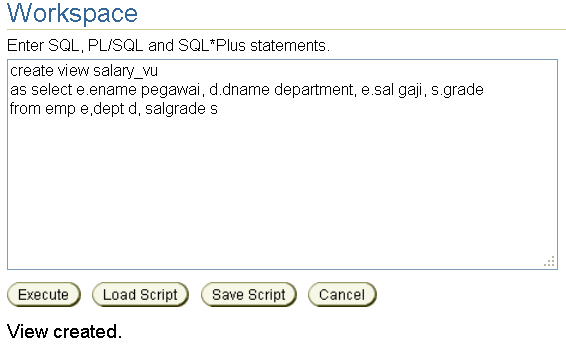 Workspace
Enter SQL, PL/SQL and SQL*Plus statements.
create view salary_vu
as select e.ename pegawai, d.dname department, e.sal gaji, s.grade
from emp e,dept d, salgrade s
Execute Load Script Save Script Cancel
View created.